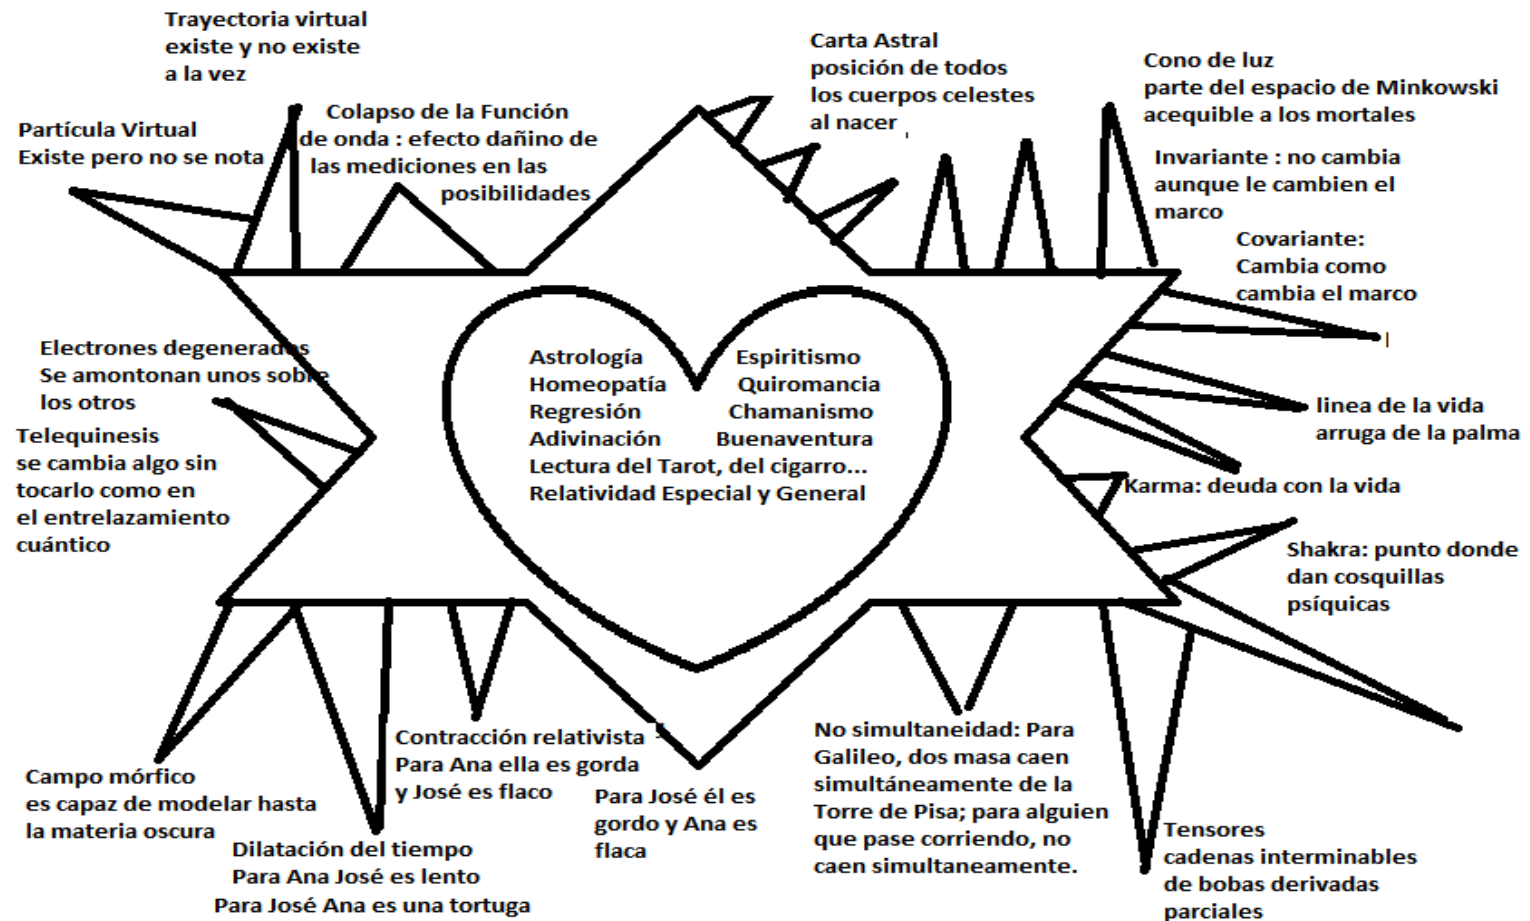 Trayectoria virtual
existe y no existe
a la vez
Partícula Virtual
Existe pero no se nota
Colapso de la Función
de onda : efecto dañino de
las mediciones en las
posibilidades
Carta Astral
posición de todos
los cuerpos celestes
al nacer
Cono de luz
parte del espacio de Minkowski
acequible a los mortales
Invariante : no cambia
aunque le cambien el
marco
Covariante:
Cambia como
cambia el marco
Electrones degenerados
Se amontonan unos sobre
los otros
Telequinesis
se cambia algo sin
tocarlo como en
el entrelazamiento
cuántico
Astrología Espiritismo
Homeopatía Quiromancia
Regresión Chamanismo
Adivinación Buenaventura
Lectura del Tarot, del cigarro...
Relatividad Especial y General
linea de la vida
arruga de la palma
Karma: deuda con la vida
Shakra: punto donde
dan cosquillas
psíquicas
Campo mórfico
es capaz de modelar hasta
la materia oscura
Dilatación del tiempo
Para Ana José es lento
Para José Ana es una tortuga
Contracción relativista
Para Ana ella es gorda
y José es flaco
Para José él es
gordo y Ana es
flaca
No simultaneidad: Para
Galileo, dos masa caen
simultáneamente de la
Torre de Pisa; para alguien
que pase corriendo, no
caen simultaneamente.
Tensores
cadenas interminables
de bobas derivadas
parciales